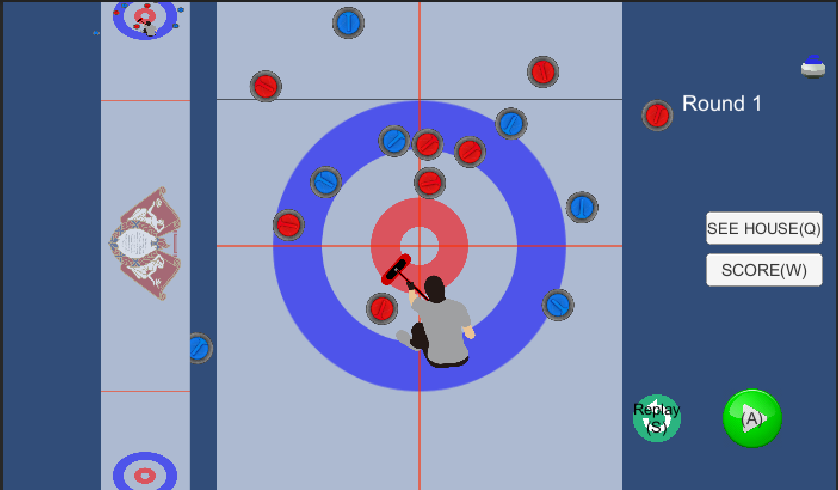 Round 1
SEE HOUSE(Q)
SCORE(W)
Replay
(S)
(A)